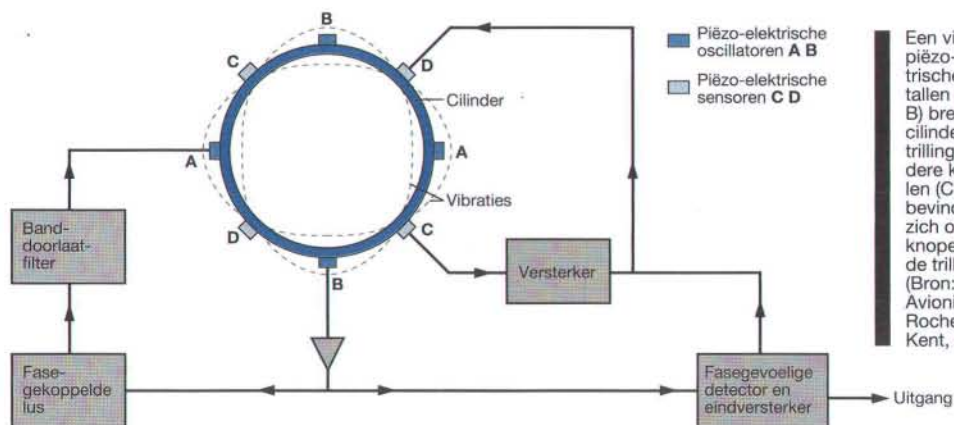 B
C
D
Cilinder
A
A
Vibraties
D
C
B
Band-
doorlaat-
filter
Versterker
Fase-
gekoppelde
lus
Fasegevoelige
detector en
eindversterker
Uitgang
Piëzo-elektrische
oscillatoren A B
Piëzo-elektrische
sensoren C D
Een
piëzo-
trische
tallen
B) bre
cilinde
trilling
dere k
len (C
bevind
zich o
knope
de trill
(Bron:
Avioni
Roche
Kent,